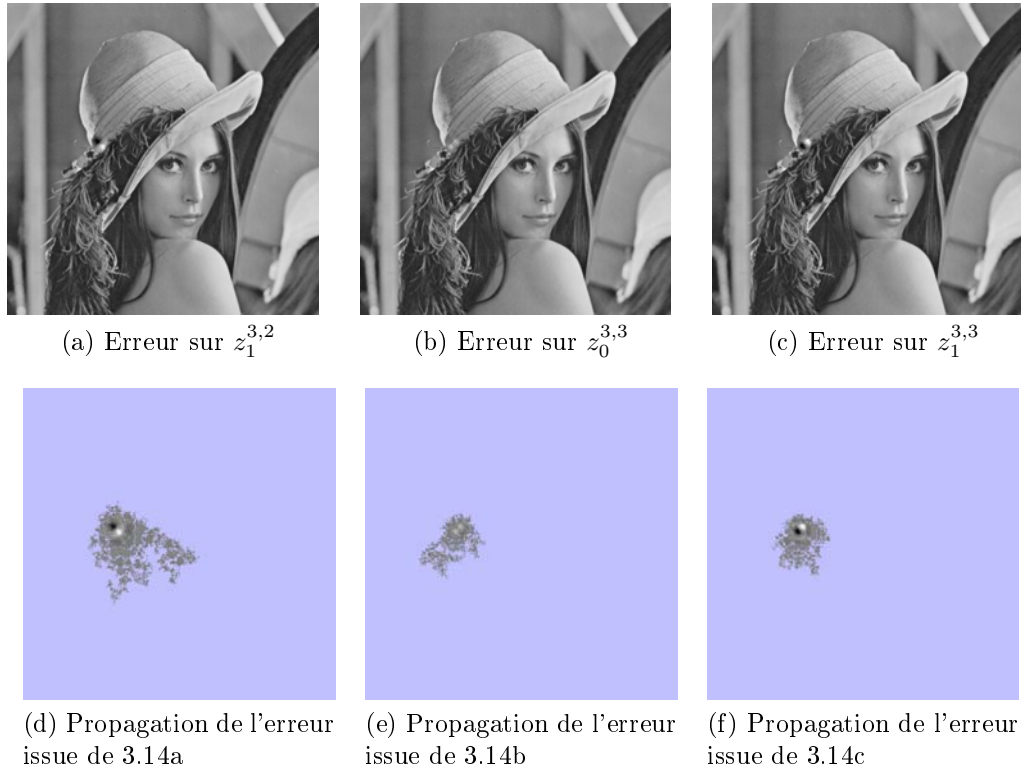 (a) Erreur sur $z_1^{3,2}$
(b) Erreur sur $z_0^{3,3}$
(c) Erreur sur $z_1^{3,3}$
(d) Propagation de l'erreur
issue de 3.14a
(e) Propagation de l'erreur
issue de 3.14b
(f) Propagation de l'erreur
issue de 3.14c